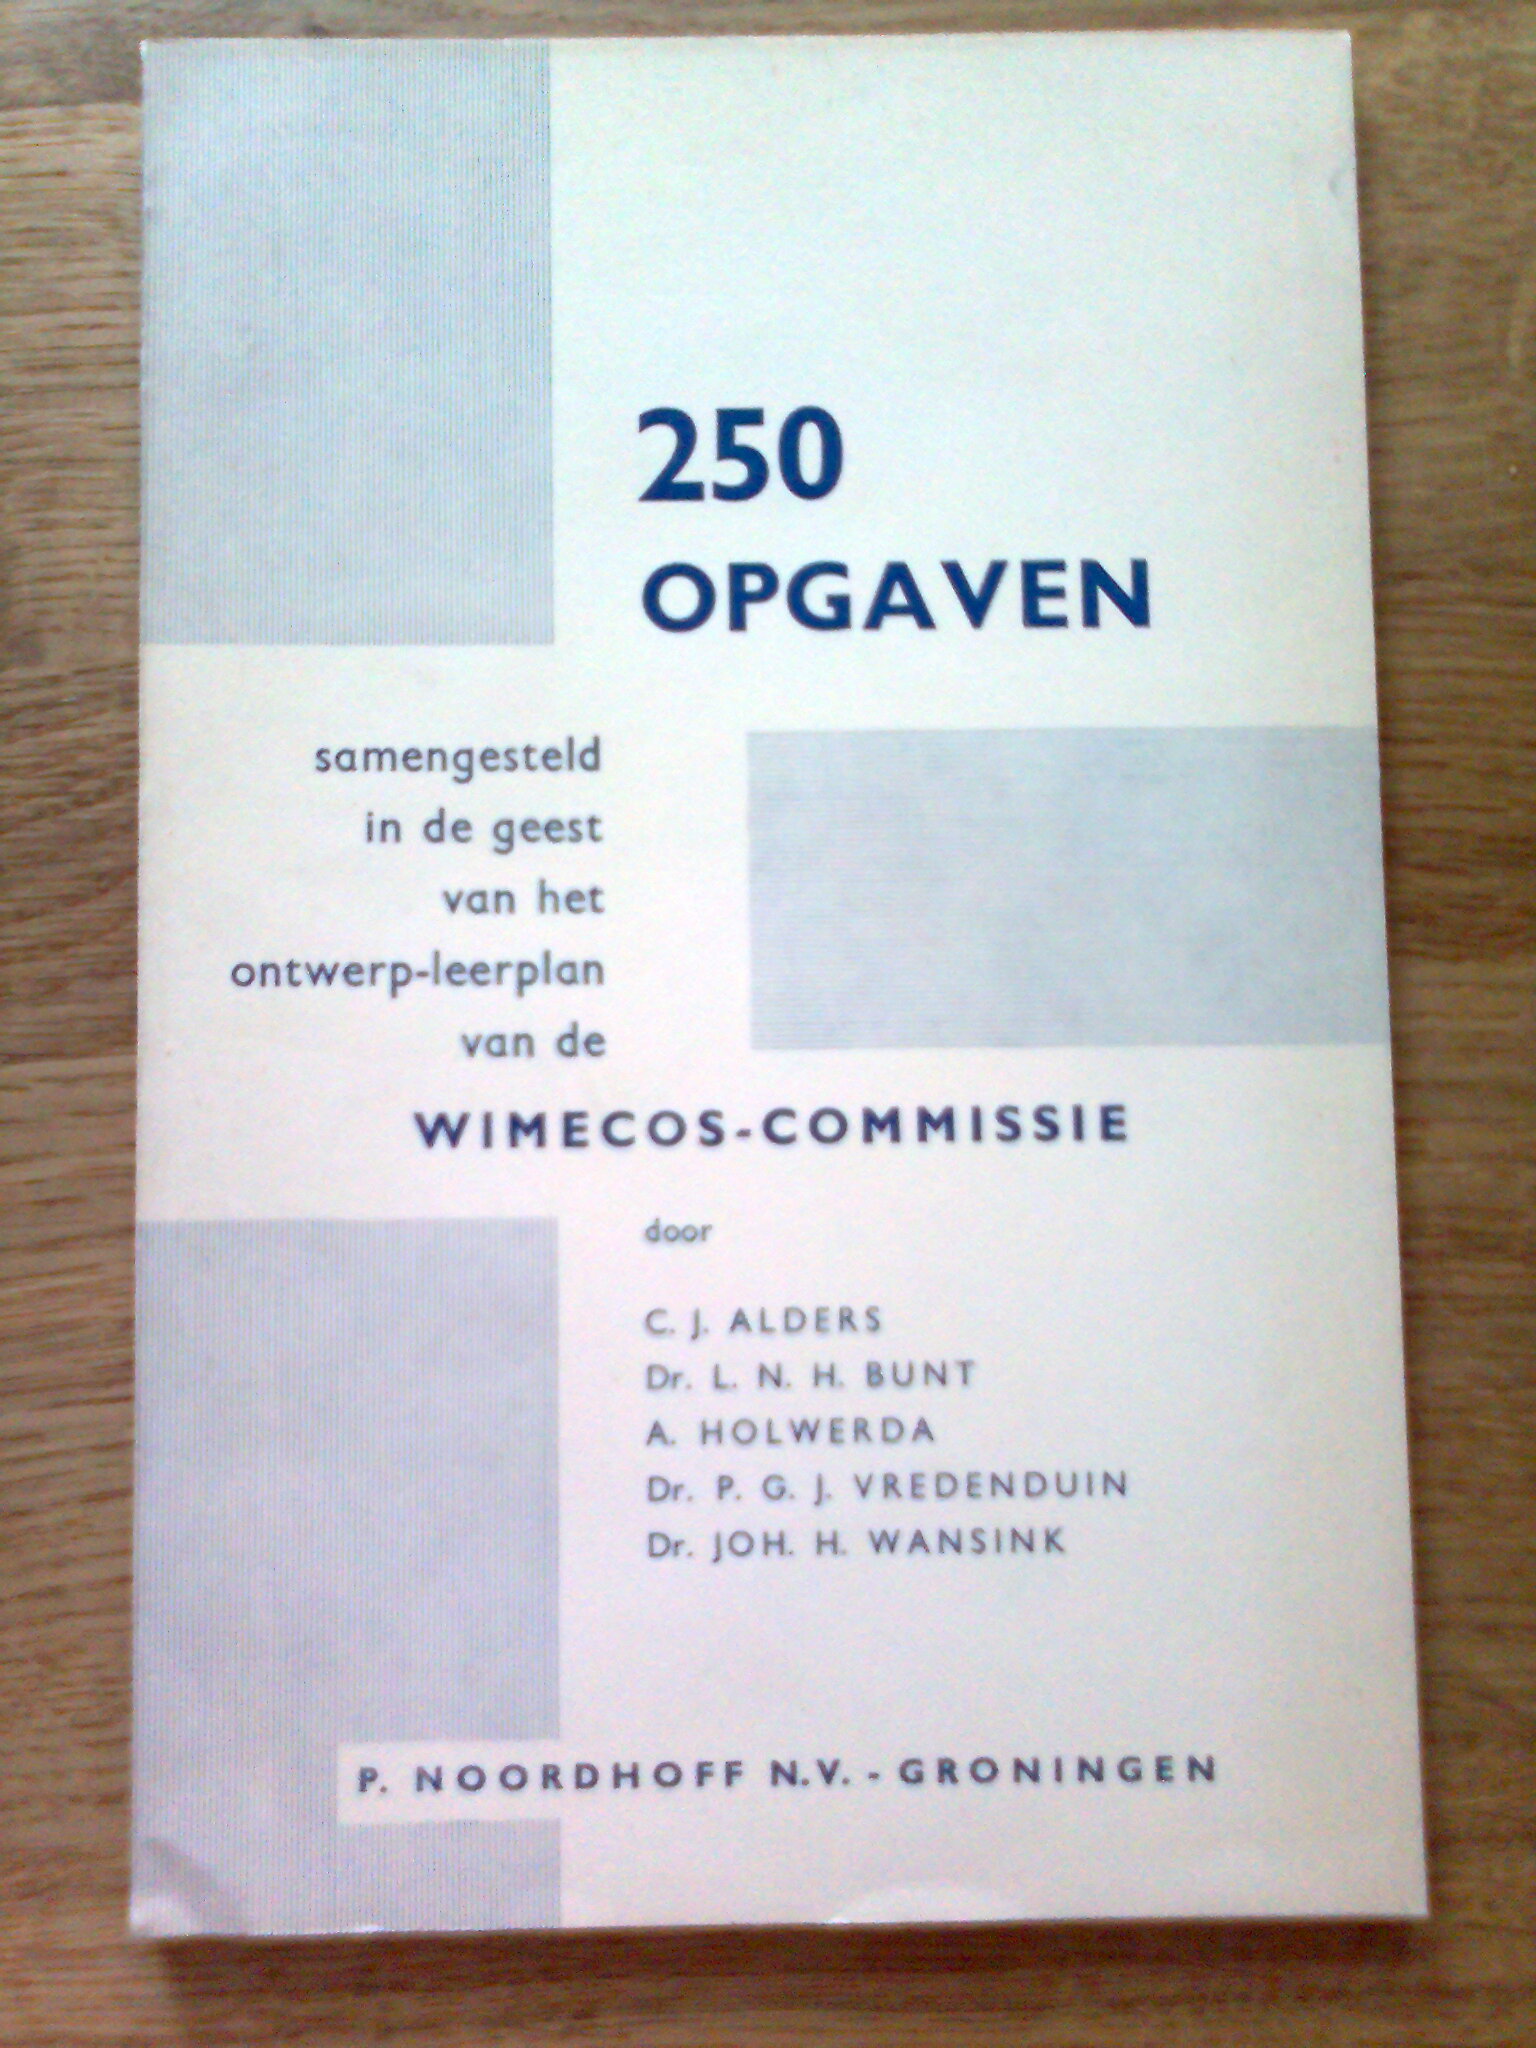 250
OPGAVEN
samengesteld
in de geest
van het
ontwerp-leerplan
van de
WIMECOS-COMMISSIE
door
C. J. ALDERS
Dr. L. N. H. BUNT
A. HOLWERDA
Dr. P. G. J. VREDENDUIN
Dr. JOH. H. WANSINK
P. NOORDHOFF N.V. - GRONINGEN